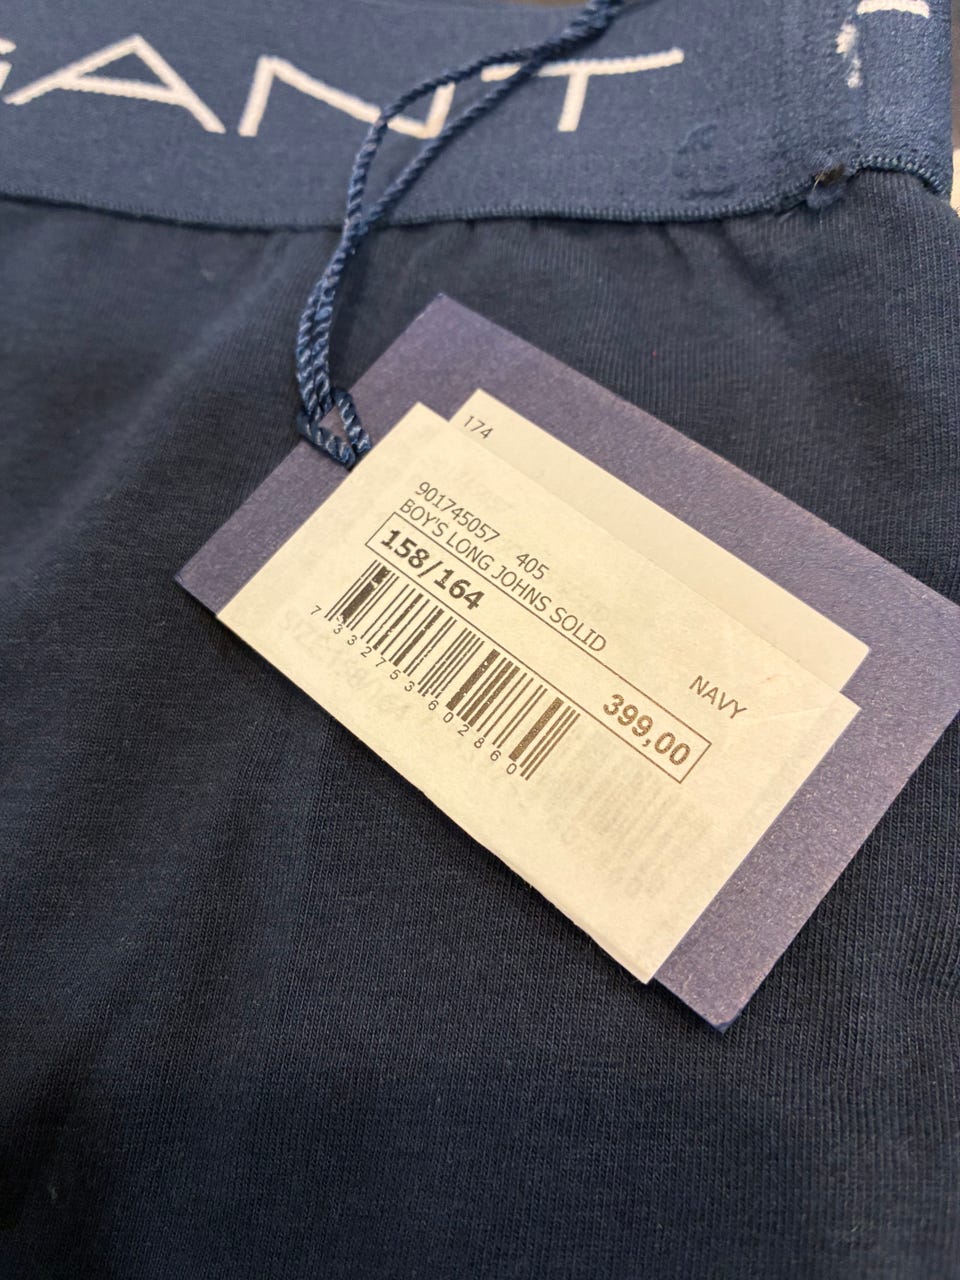 GANT
174
901745057 405
BOY'S LONG JOHNS SOLID
NAVY
158/164 399,00
7 332753 602860